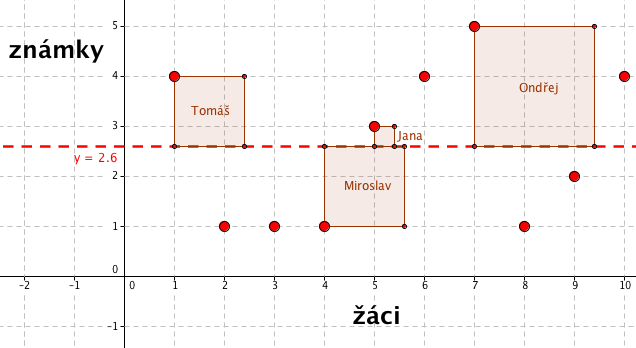 známky
5
4
3
2
1
0
−1
Tomáš
Jana
Miroslav
Ondřej
y = 2.6
−2 −1 0 1 2 3 4 5 6 7 8 9 10
žáci